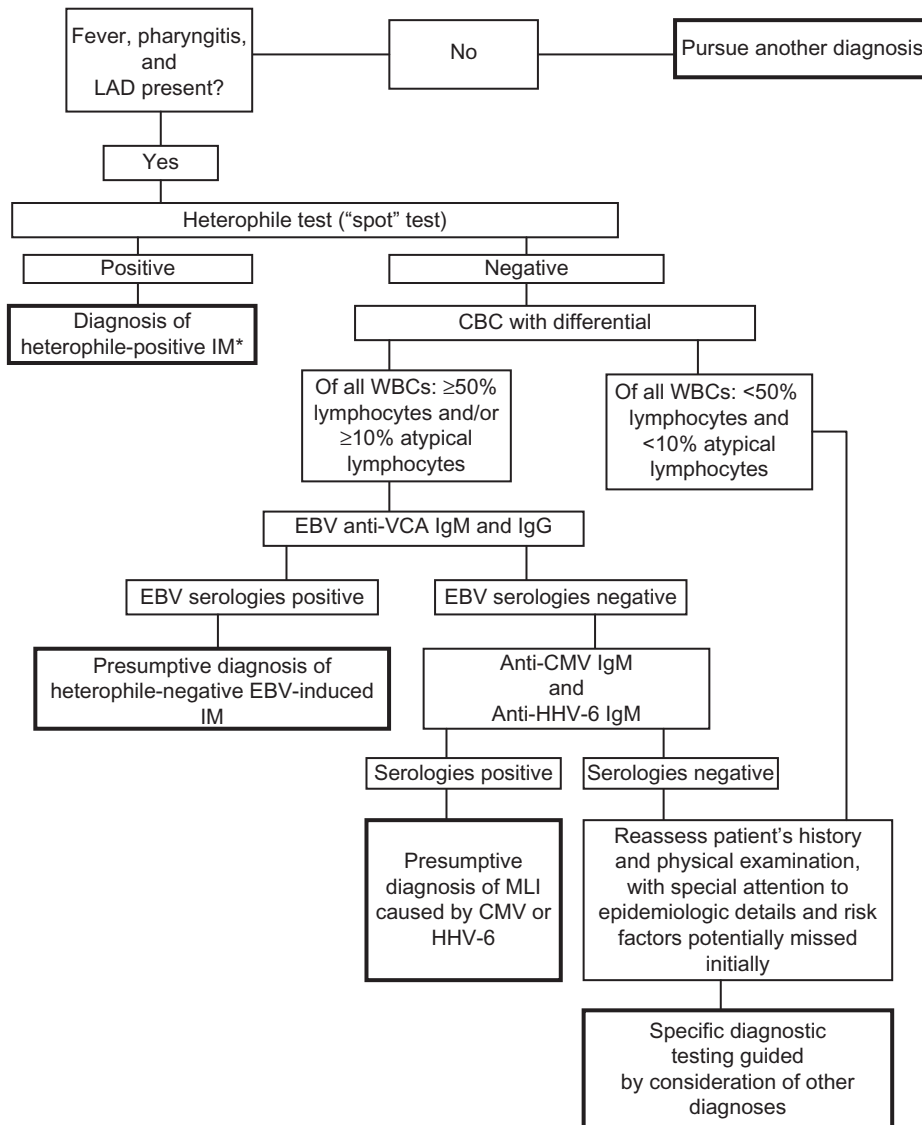 Fever, pharyngitis,
and
LAD present?
No
Pursue another diagnosis
Yes
Heterophile test (“spot” test)
Positive
Negative
Diagnosis of
heterophile-positive IM*
CBC with differential
Of all WBCs: ≥50%
lymphocytes and/or
≥10% atypical
lymphocytes
Of all WBCs: <50%
lymphocytes and
<10% atypical
lymphocytes
EBV anti-VCA IgM and IgG
EBV serologies positive
EBV serologies negative
Presumptive diagnosis of
heterophile-negative EBV-induced
IM
Anti-CMV IgM
and
Anti-HHV-6 IgM
Serologies positive
Serologies negative
Presumptive
diagnosis of MLI
caused by CMV or
HHV-6
Reassess patient’s history
and physical examination,
with special attention to
epidemiologic details and risk
factors potentially missed
initially
Specific diagnostic
testing guided
by consideration of other
diagnoses